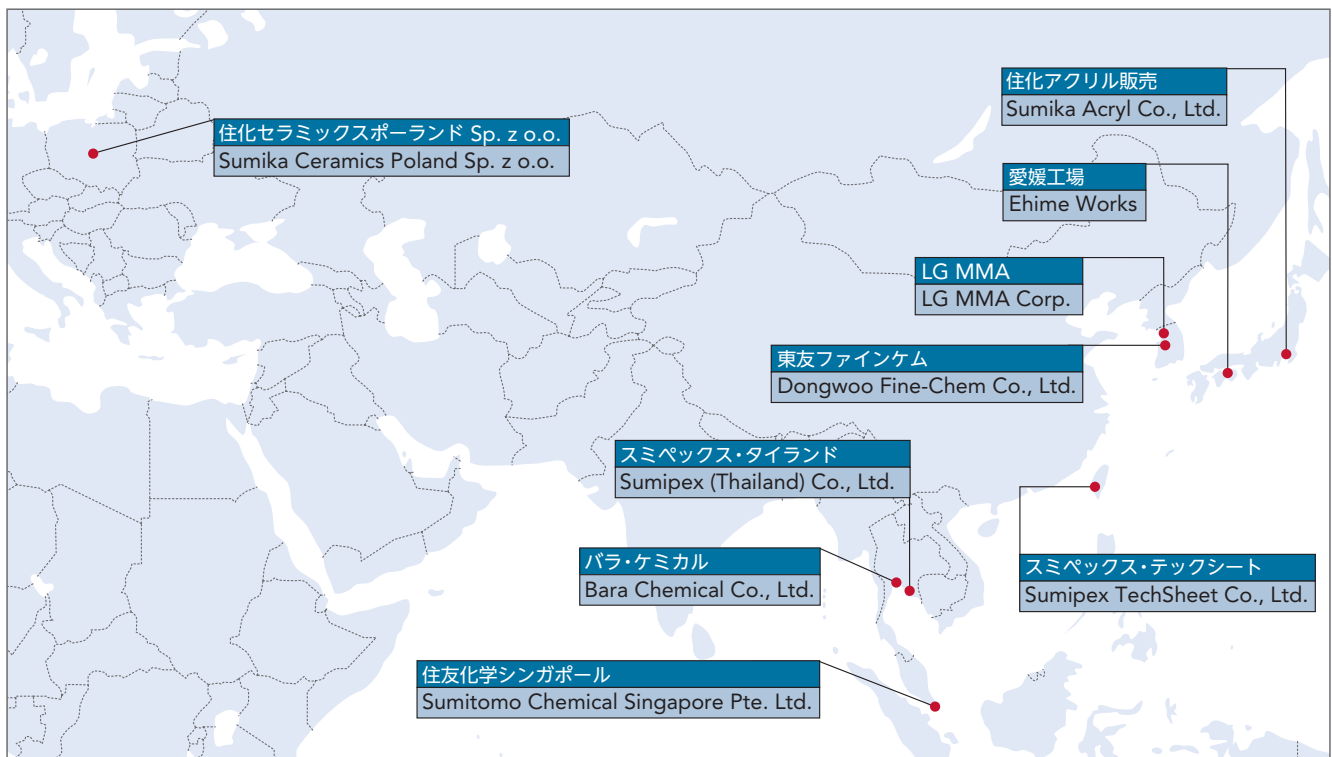 住化アクリル販売
Sumika Acryl Co., Ltd.
住化セラミックスポーランド Sp. z o.o.
Sumika Ceramics Poland Sp. z o.o.
愛媛工場
Ehime Works
LG MMA
LG MMA Corp.
東友ファインケム
Dongwoo Fine-Chem Co., Ltd.
スミペックス・タイランド
Sumipex (Thailand) Co., Ltd.
バラ・ケミカル
Bara Chemical Co., Ltd.
スミペックス・テックシート
Sumipex TechSheet Co., Ltd.
住友化学シンガポール
Sumitomo Chemical Singapore Pte. Ltd.